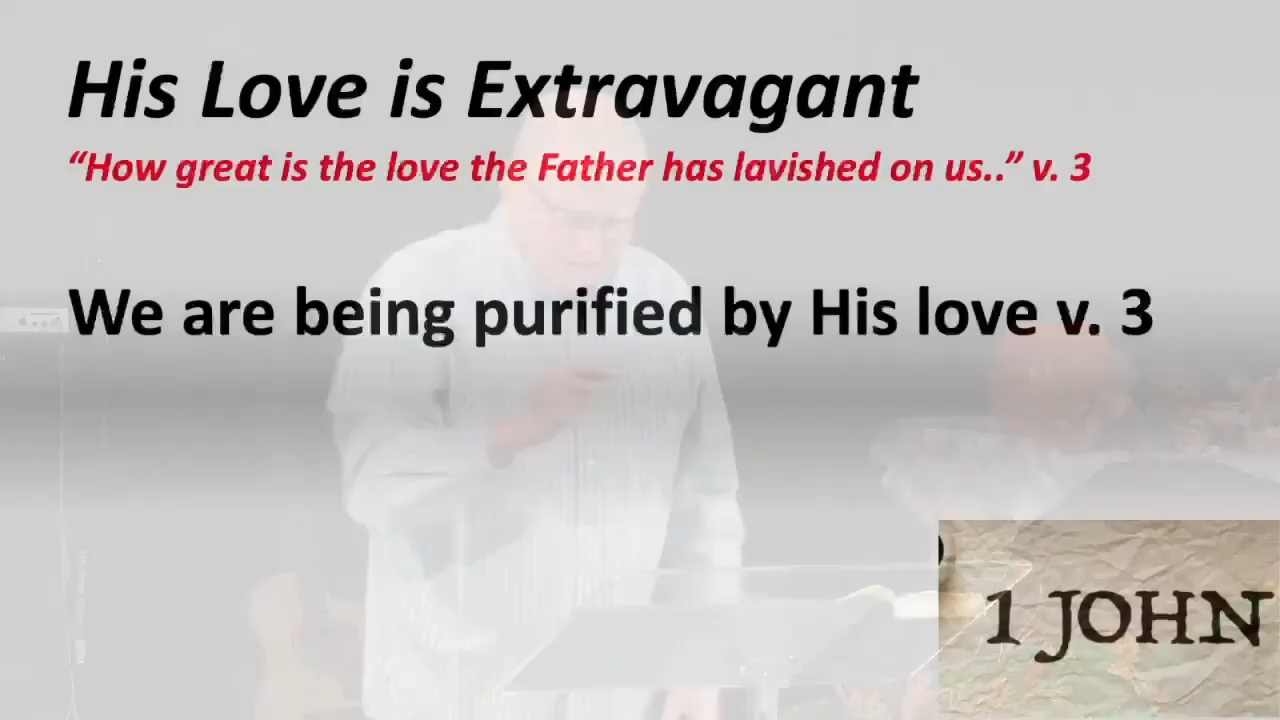 His Love is Extravagant
“How great is the love the Father has lavished on us..” v. 3
We are being purified by His love v. 3
1 JOHN